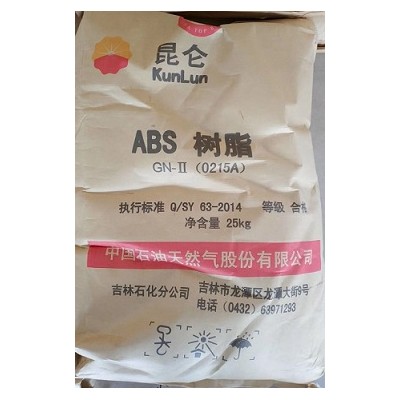 昆仑
KunLun
ABS 树脂
GN-Ⅱ (0215A)
执行标准 Q/SY 63-2014 等级 合格
净含量 25kg
中国石油天然气股份有限公司
吉林石化分公司 吉林市龙潭区龙潭大街9号
电话 (0432) 63971293